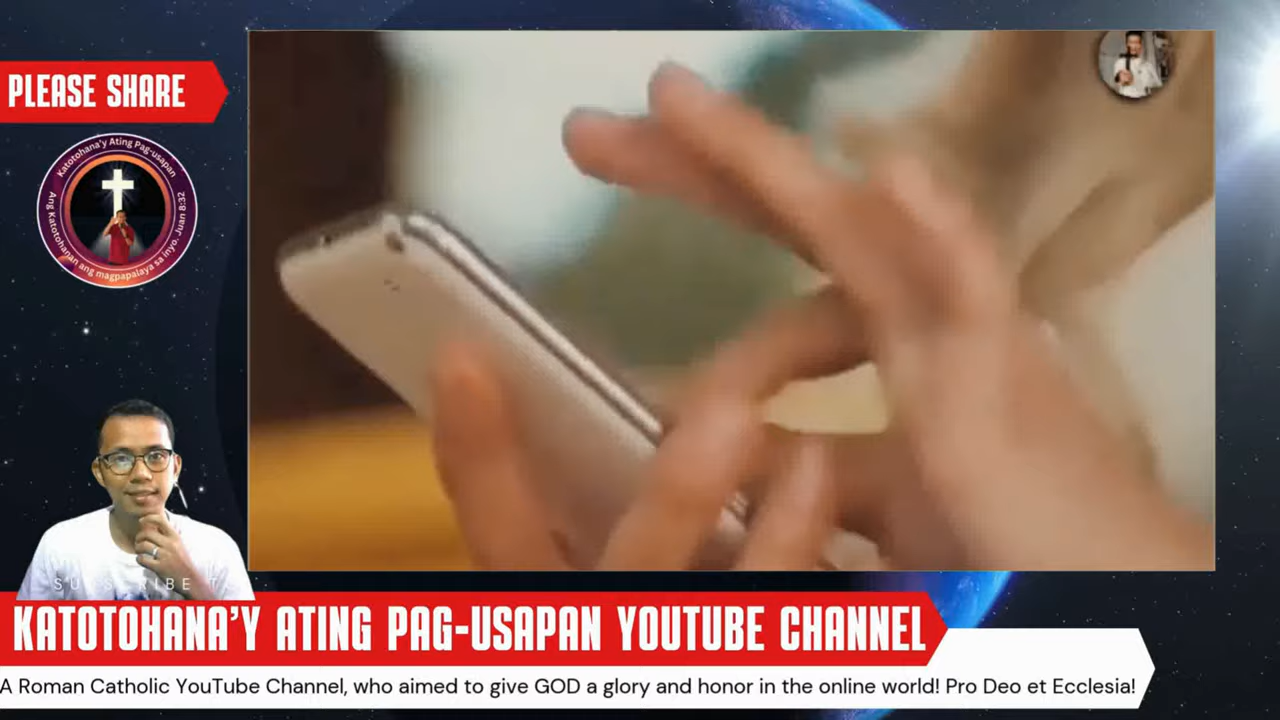 PLEASE SHARE
Katotohana'y Ating Pag-usapan
Ang Katotohanan ang magpapalaya sa inyo. Juan 8:32
KATOTOHANA'Y ATING PAG-USAPAN YOUTUBE CHANNEL
A Roman Catholic YouTube Channel, who aimed to give GOD a glory and honor in the online world! Pro Deo et Ecclesia!